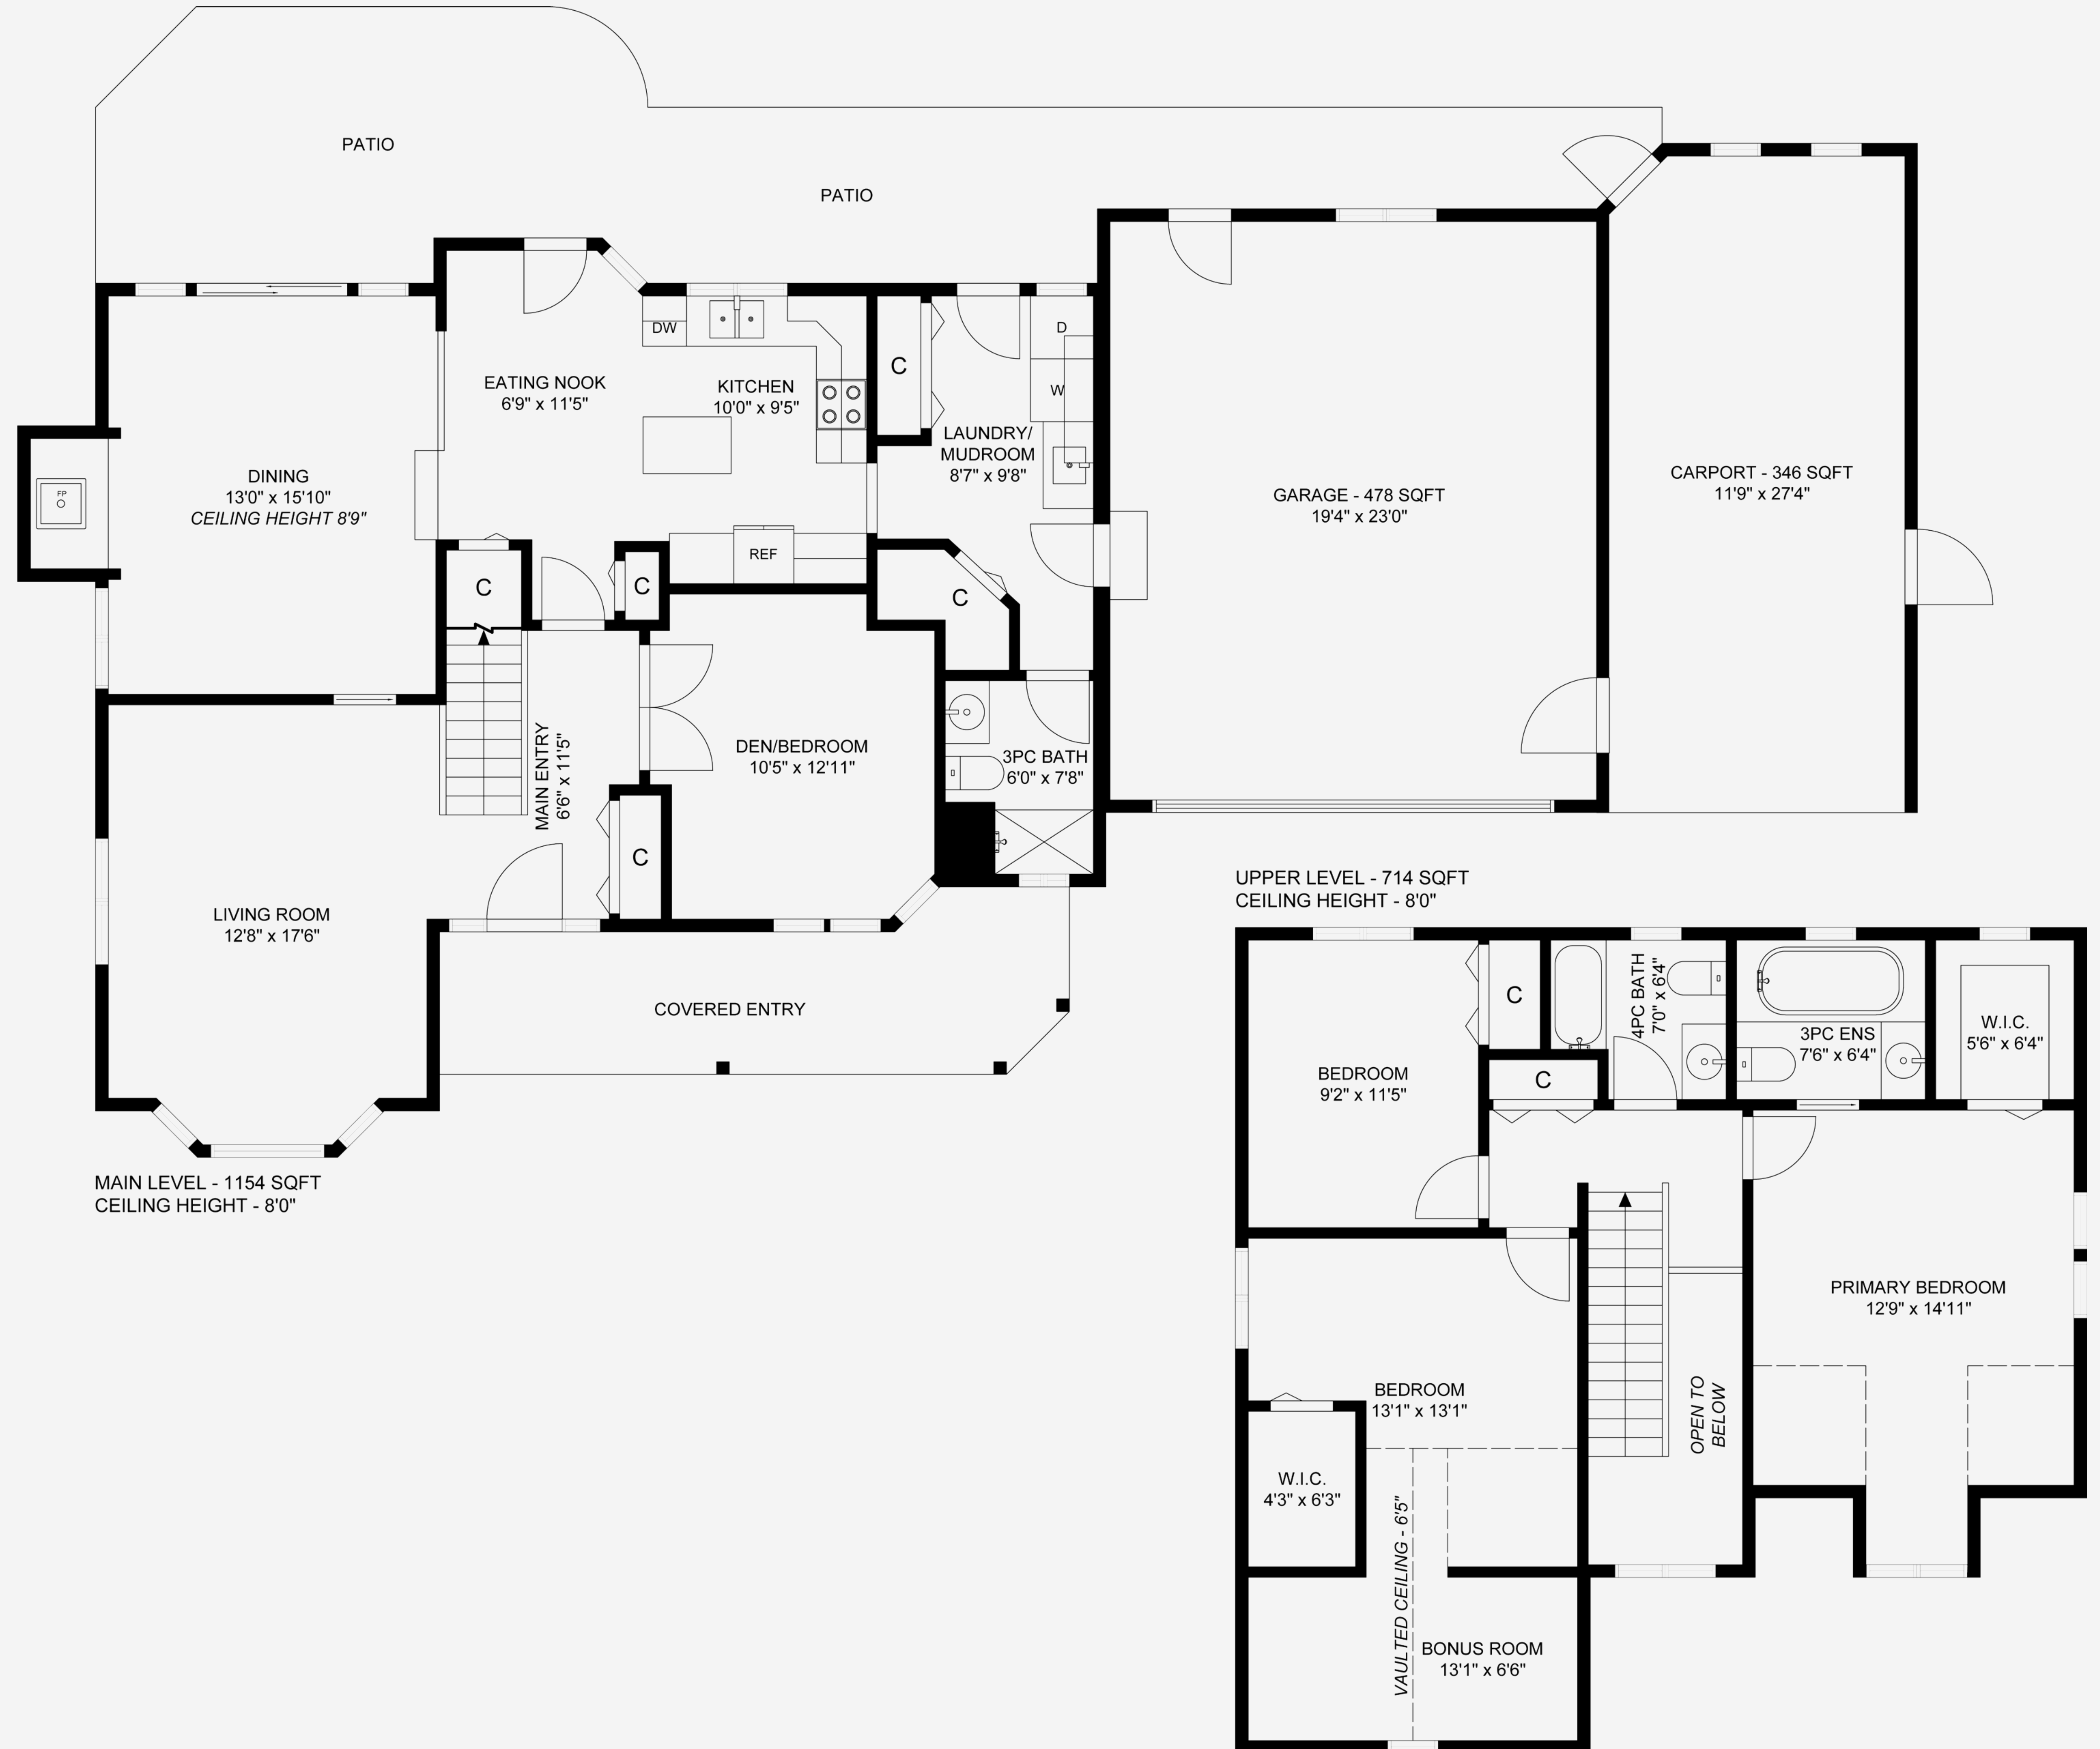 PATIO
PATIO
DW
D
W
C
EATING NOOK
6'9" x 11'5"
KITCHEN
10'0" x 9'5"
LAUNDRY/
MUDROOM
8'7" x 9'8"
DINING
13'0" x 15'10"
CEILING HEIGHT 8'9"
FP
GARAGE - 478 SQFT
19'4" x 23'0"
CARPORT - 346 SQFT
11'9" x 27'4"
REF
C
C
C
MAIN ENTRY
6'6" x 11'5"
DEN/BEDROOM
10'5" x 12'11"
3PC BATH
6'0" x 7'8"
C
LIVING ROOM
12'8" x 17'6"
COVERED ENTRY
MAIN LEVEL - 1154 SQFT
CEILING HEIGHT - 8'0"
UPPER LEVEL - 714 SQFT
CEILING HEIGHT - 8'0"
C
4PC BATH
7'0" x 6'4"
3PC ENS
7'6" x 6'4"
W.I.C.
5'6" x 6'4"
BEDROOM
9'2" x 11'5"
C
PRIMARY BEDROOM
12'9" x 14'11"
BEDROOM
13'1" x 13'1"
OPEN TO
BELOW
W.I.C.
4'3" x 6'3"
VAULTED CEILING - 6'5"
BONUS ROOM
13'1" x 6'6"